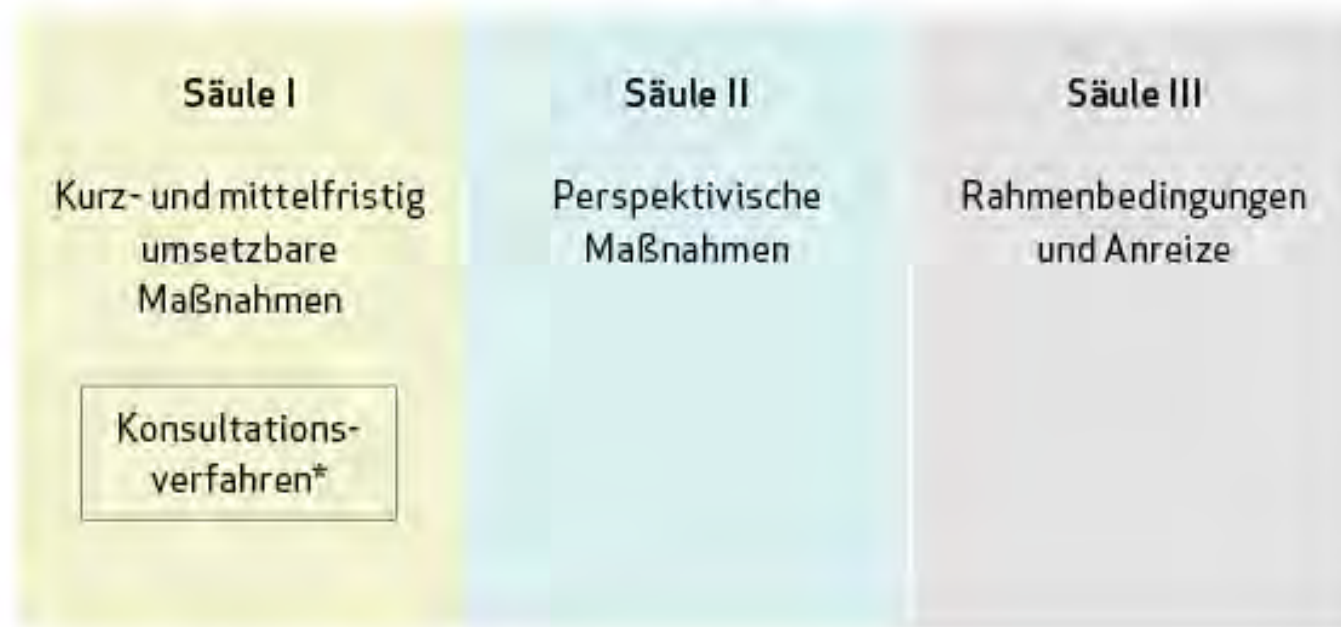 Säule I
Kurz- und mittelfristig
umsetzbare
Maßnahmen
Konsultations-
verfahren*
Säule II
Perspektivische
Maßnahmen
Säule III
Rahmenbedingungen
und Anreize